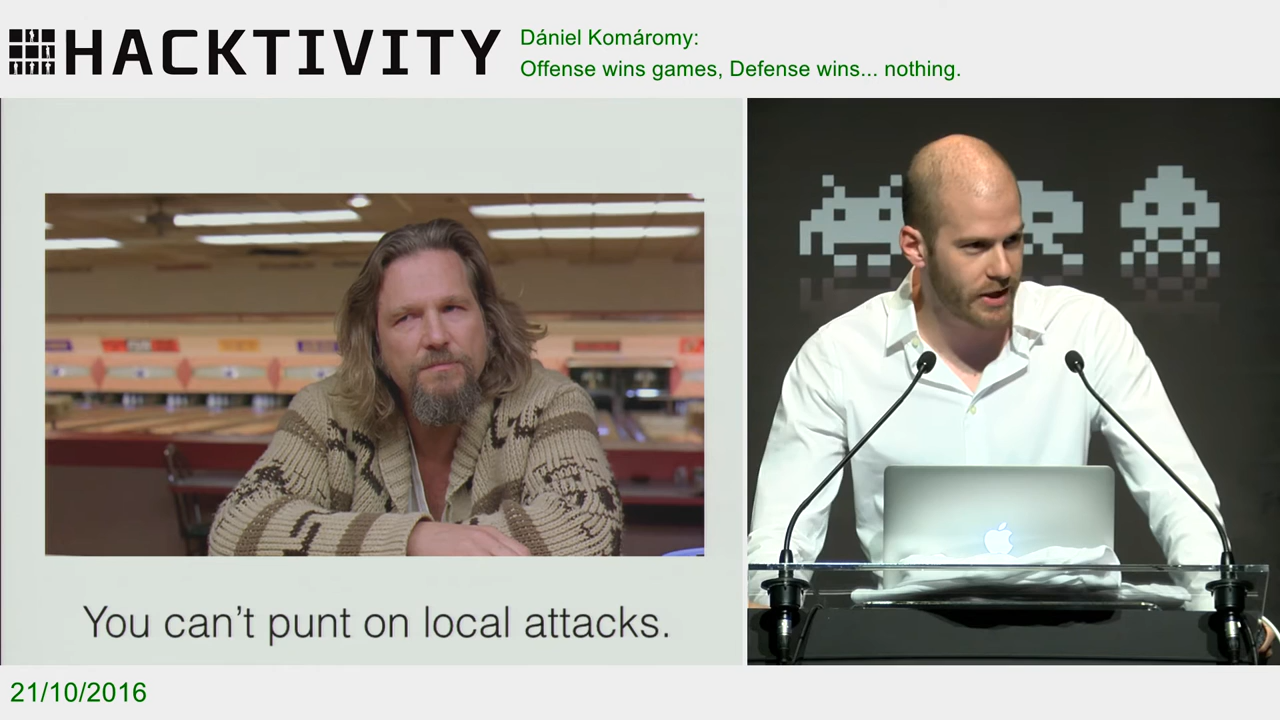 HACKTIVITY
Dániel Komáromy:
Offense wins games, Defense wins... nothing.
You can't punt on local attacks.
21/10/2016